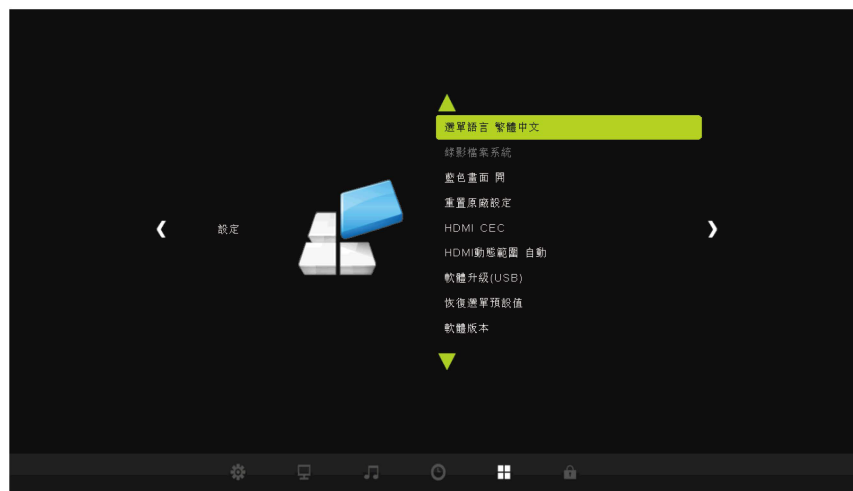 設定
選單語言 繁體中文
錄影檔案系統
藍色畫面 開
重置原廠設定
HDMI CEC
HDMI動態範圍 自動
軟體升級(USB)
恢復選單預設值
軟體版本